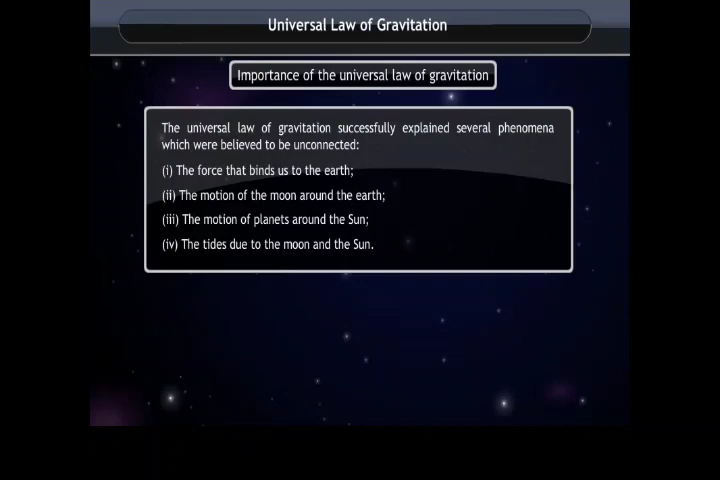 Universal Law of Gravitation
Importance of the universal law of gravitation
The universal law of gravitation successfully explained several phenomena
which were believed to be unconnected:
(i) The force that binds us to the earth;
(ii) The motion of the moon around the earth;
(iii) The motion of planets around the Sun;
(iv) The tides due to the moon and the Sun.